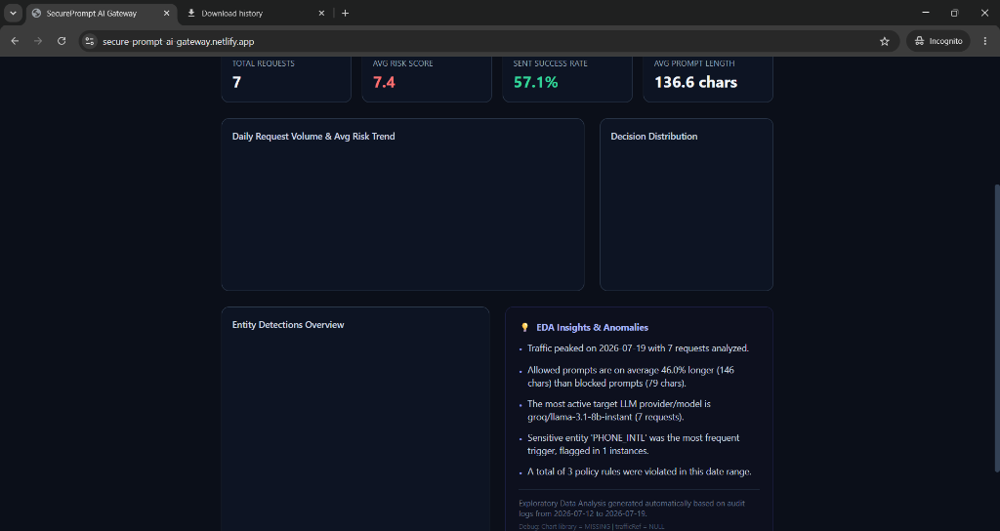 SecurePrompt AI Gateway
Download history
secure-prompt-ai-gateway.netlify.app
Incognito
TOTAL REQUESTS
7
AVG RISK SCORE
7.4
SENT SUCCESS RATE
57.1%
AVG PROMPT LENGTH
136.6 chars
Daily Request Volume & Avg Risk Trend
Decision Distribution
Entity Detections Overview
💡 EDA Insights & Anomalies
• Traffic peaked on 2026-07-19 with 7 requests analyzed.
• Allowed prompts are on average 46.0% longer (146
chars) than blocked prompts (79 chars).
• The most active target LLM provider/model is
groq/llama-3.1-8b-instant (7 requests).
• Sensitive entity 'PHONE_INTL' was the most frequent
trigger, flagged in 1 instances.
• A total of 3 policy rules were violated in this date range.
Exploratory Data Analysis generated automatically based on audit
logs from 2026-07-12 to 2026-07-19.
Debug: Chart library = MISSING | trafficRef = NULL